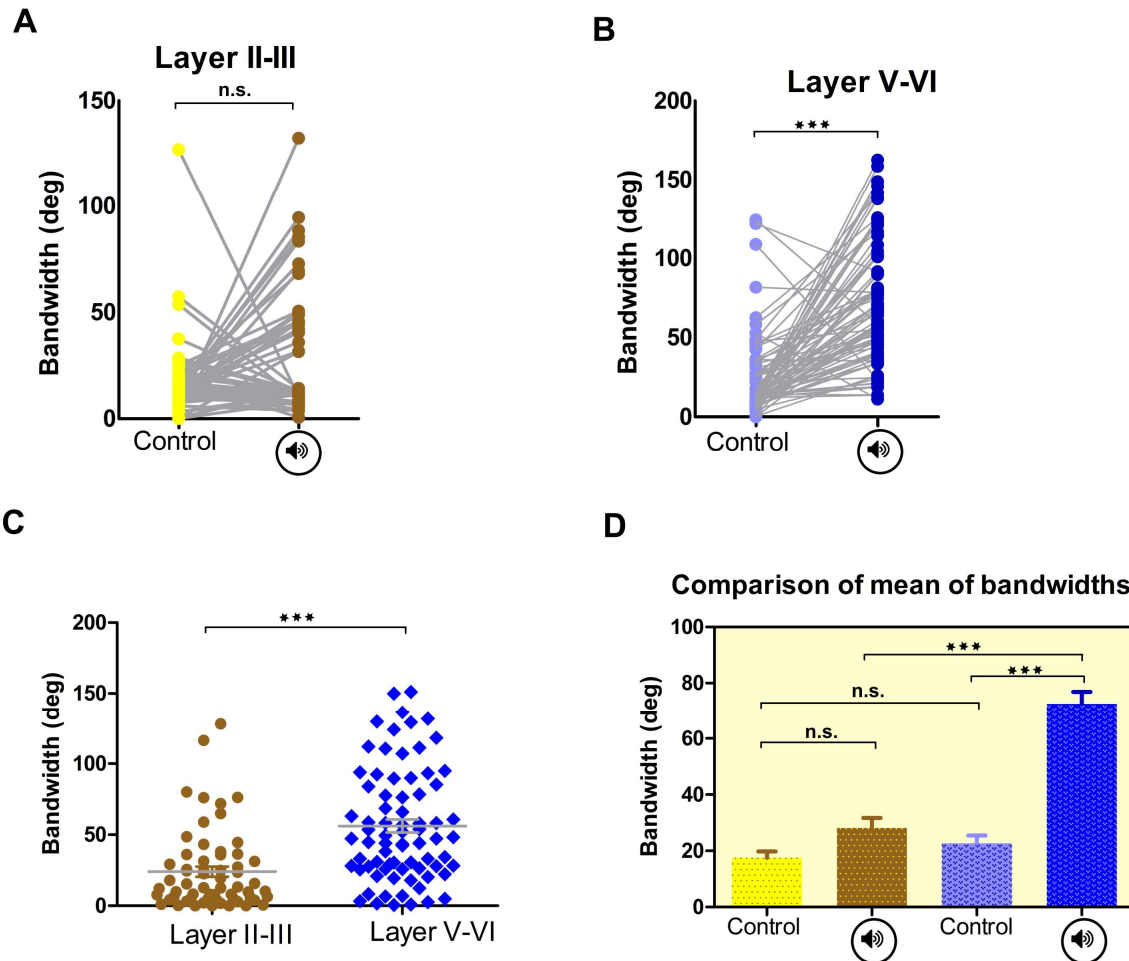 A
Layer II-III
n.s.
150
100
50
0
Bandwidth (deg)
Control
B
Layer V-VI
***
200
150
100
50
0
Bandwidth (deg)
Control
C
***
200
150
100
50
0
Bandwidth (deg)
Layer II-III
Layer V-VI
D
Comparison of mean of bandwidths
100
80
60
40
20
0
Bandwidth (deg)
***
***
n.s.
n.s.
Control
Control